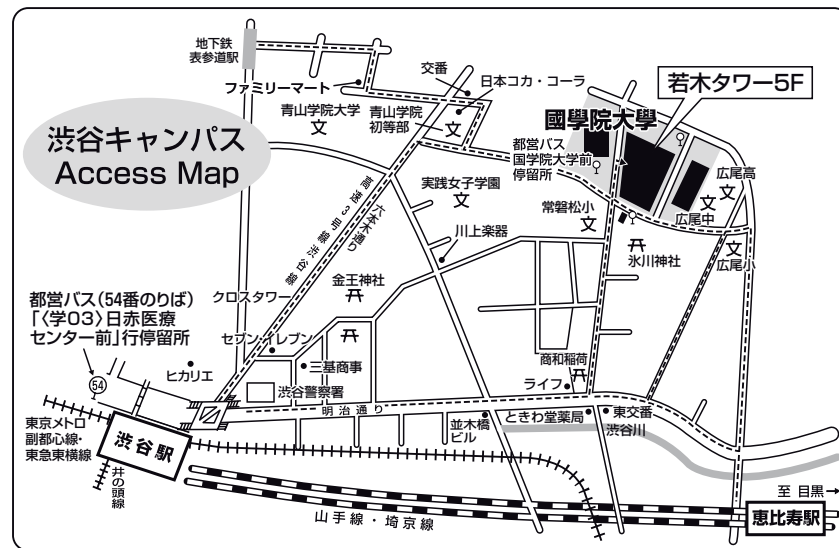 地下鉄
表参道駅
ファミリーマート
交番
日本コカ・コーラ
青山学院大学
文
青山学院
初等部
文
若木タワー5F
國學院大學
都営バス
国学院大学前
停留所
渋谷キャンパス
Access Map
高速3号線渋谷線
六本木通り
実践女子学園
文
常磐松小
文
広尾高
文
文
広尾中
文
広尾小
氷川神社
川上楽器
金王神社
クロスタワー
都営バス(54番のりば)
「〈学03〉日赤医療
センター前」行停留所
セブン-イレブン
三基商事
ヒカリエ
渋谷警察署
54
明治通り
商和稲荷
ライフ
並木橋
ビル
ときわ堂薬局
東交番
渋谷川
東京メトロ
副都心線・
東急東横線
渋谷駅
井の頭線
山手線・埼京線
至 目黒→
恵比寿駅